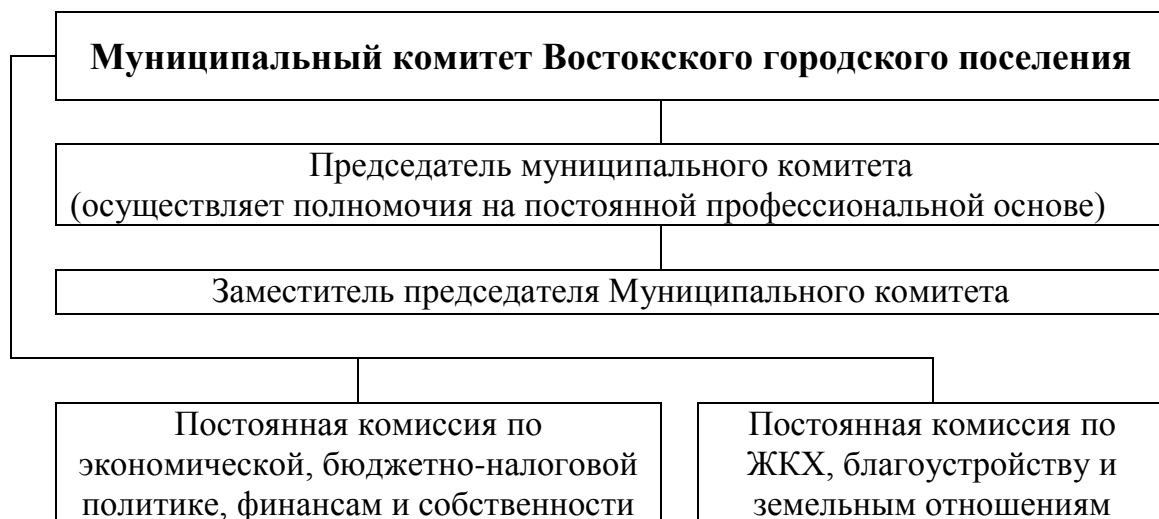 Муниципальный комитет Востокского городского поселения
Председатель муниципального комитета
(осуществляет полномочия на постоянной профессиональной основе)
Заместитель председателя Муниципального комитета
Постоянная комиссия по
экономической, бюджетно-налоговой
политике, финансам и собственности
Постоянная комиссия по
ЖКХ, благоустройству и
земельным отношениям